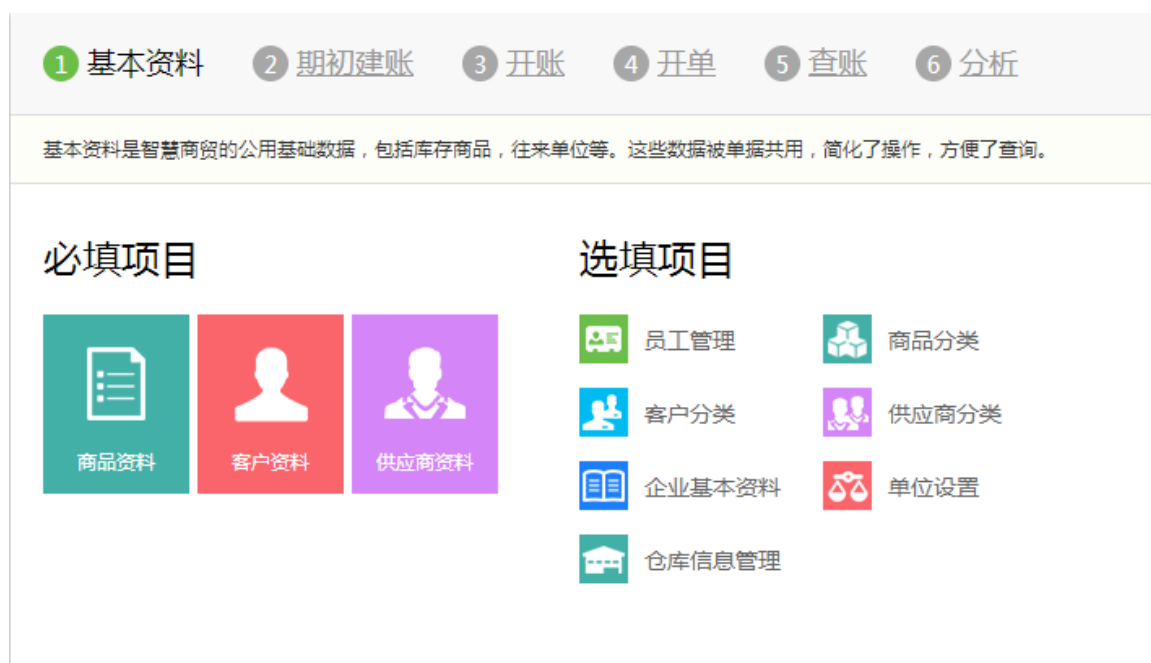 1 基本资料 2 期初建账 3 开账 4 开单 5 查账 6 分析
基本资料是智慧商贸的公用基础数据，包括库存商品，往来单位等。这些数据被单据共用，简化了操作，方便了查询。
必填项目
商品资料 客户资料 供应商资料
选填项目
员工管理 商品分类
客户分类 供应商分类
企业基本资料 单位设置
仓库信息管理